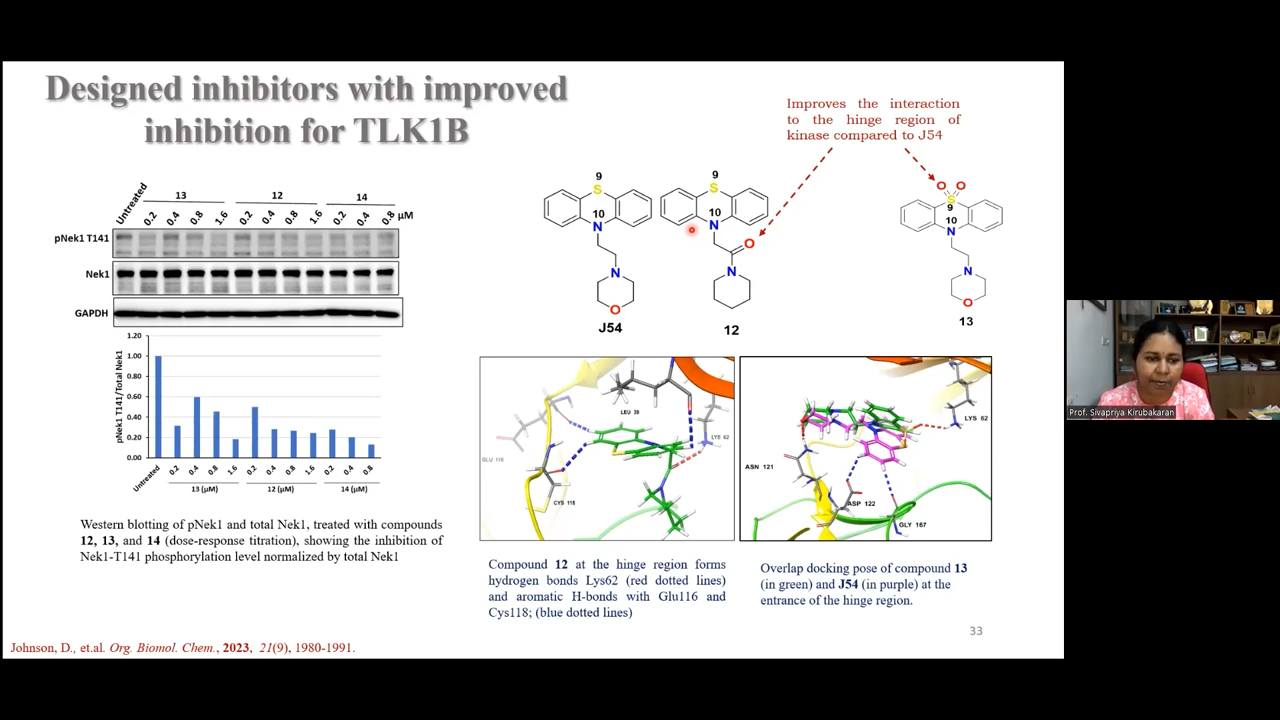 Designed inhibitors with improved
inhibition for TLK1B
Improves the interaction
to the hinge region of
kinase compared to J54
Untreated
13
12
14
0.2 0.4 0.8 1.6 0.2 0.4 0.8 1.6 0.2 0.4 0.8 μM
pNek1 T141
Nek1
GAPDH
pNek1 T141/Total Nek1
1.20
1.00
0.80
0.60
0.40
0.20
0.00
Untreated 0.2 0.4 0.8 1.6 0.2 0.4 0.8 1.6 0.2 0.4 0.8
13 (μM) 12 (μM) 14 (μM)
Western blotting of pNek1 and total Nek1, treated with compounds
12, 13, and 14 (dose-response titration), showing the inhibition of
Nek1-T141 phosphorylation level normalized by total Nek1
9
S
10
N
N
O
J54
9
S
10
N
O
N
12
O O
S
9
10
N
N
O
13
LEU 39
LYS 62
GLU 116
CYS 118
LYS 62
ASN 121
ASP 122
GLY 167
Compound 12 at the hinge region forms
hydrogen bonds Lys62 (red dotted lines)
and aromatic H-bonds with Glu116 and
Cys118; (blue dotted lines)
Overlap docking pose of compound 13
(in green) and J54 (in purple) at the
entrance of the hinge region.
33
Johnson, D., et.al. Org. Biomol. Chem., 2023, 21(9), 1980-1991.
Prof. Sivapriya Kirubakaran